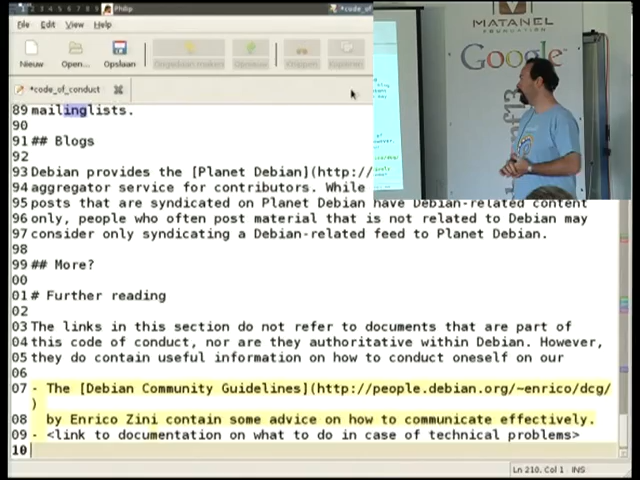 Philip
*code_of
File Edit View Help
Nieuw Open... Opslaan Ongedaan maken Opnieuw Knippen Kopiëren
*code_of_conduct
89 mailinglists.
90
91 ## Blogs
92
93 Debian provides the [Planet Debian](http://
94 aggregator service for contributors. While
95 posts that are syndicated on Planet Debian have Debian-related content
96 only, people who often post material that is not related to Debian may
97 consider only syndicating a Debian-related feed to Planet Debian.
98
99 ## More?
00
01 # Further reading
02
03 The links in this section do not refer to documents that are part of
04 this code of conduct, nor are they authoritative within Debian. However,
05 they do contain useful information on how to conduct oneself on our
06
07 - The [Debian Community Guidelines](http://people.debian.org/~enrico/dcg/
)
08 by Enrico Zini contain some advice on how to communicate effectively.
09 - <link to documentation on what to do in case of technical problems>
10
Ln 210, Col 1 INS
MATANEL
FOUNDATION
Google
nf13